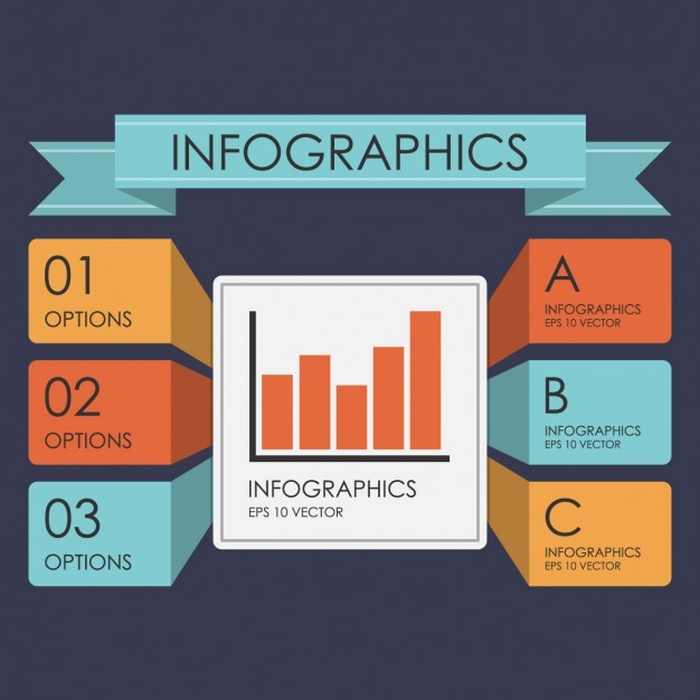 INFOGRAPHICS
01
OPTIONS
02
OPTIONS
03
OPTIONS
INFOGRAPHICS
EPS 10 VECTOR
A
INFOGRAPHICS
EPS 10 VECTOR
B
INFOGRAPHICS
EPS 10 VECTOR
C
INFOGRAPHICS
EPS 10 VECTOR